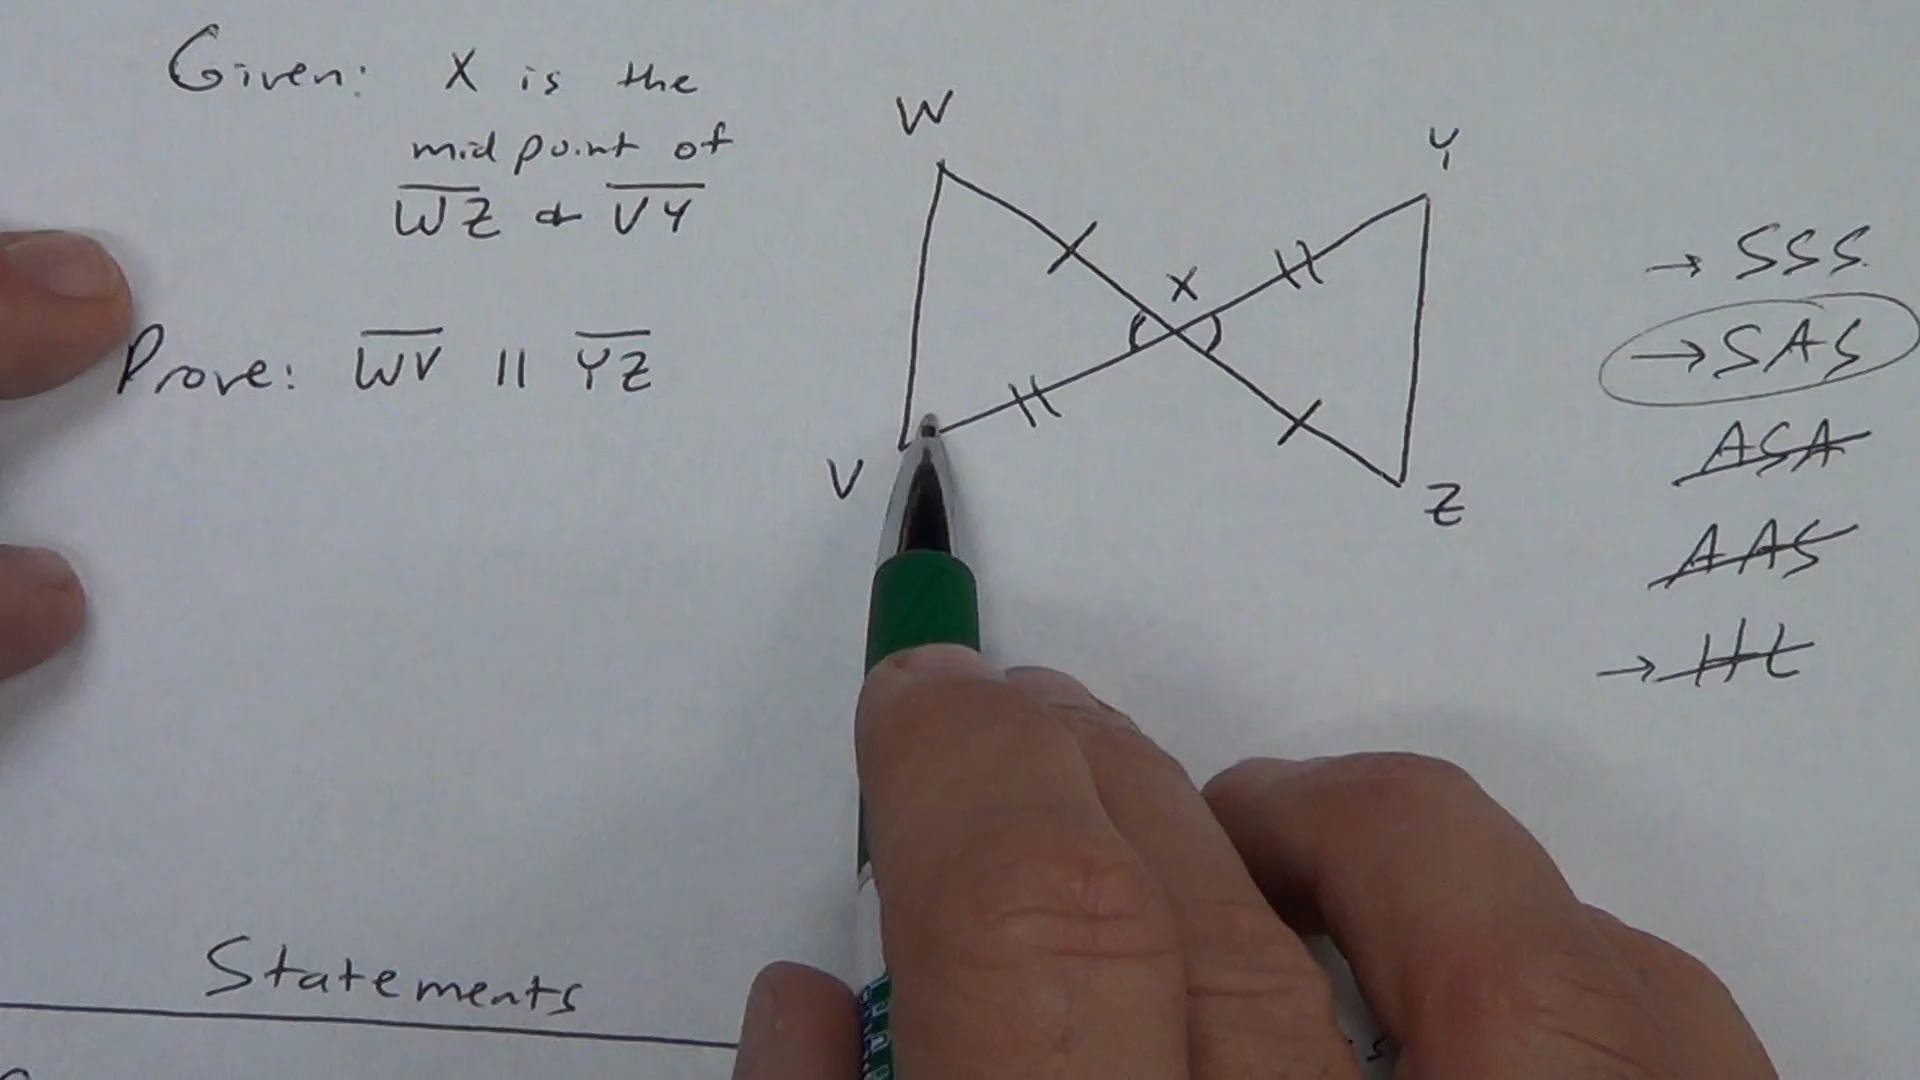 Given: X is the
midpoint of
WZ & VY
Prove: WV || YZ
W
Y
X
V
Z
→ SSS
→ SAS
ASA
AAS
→ HL
Statements